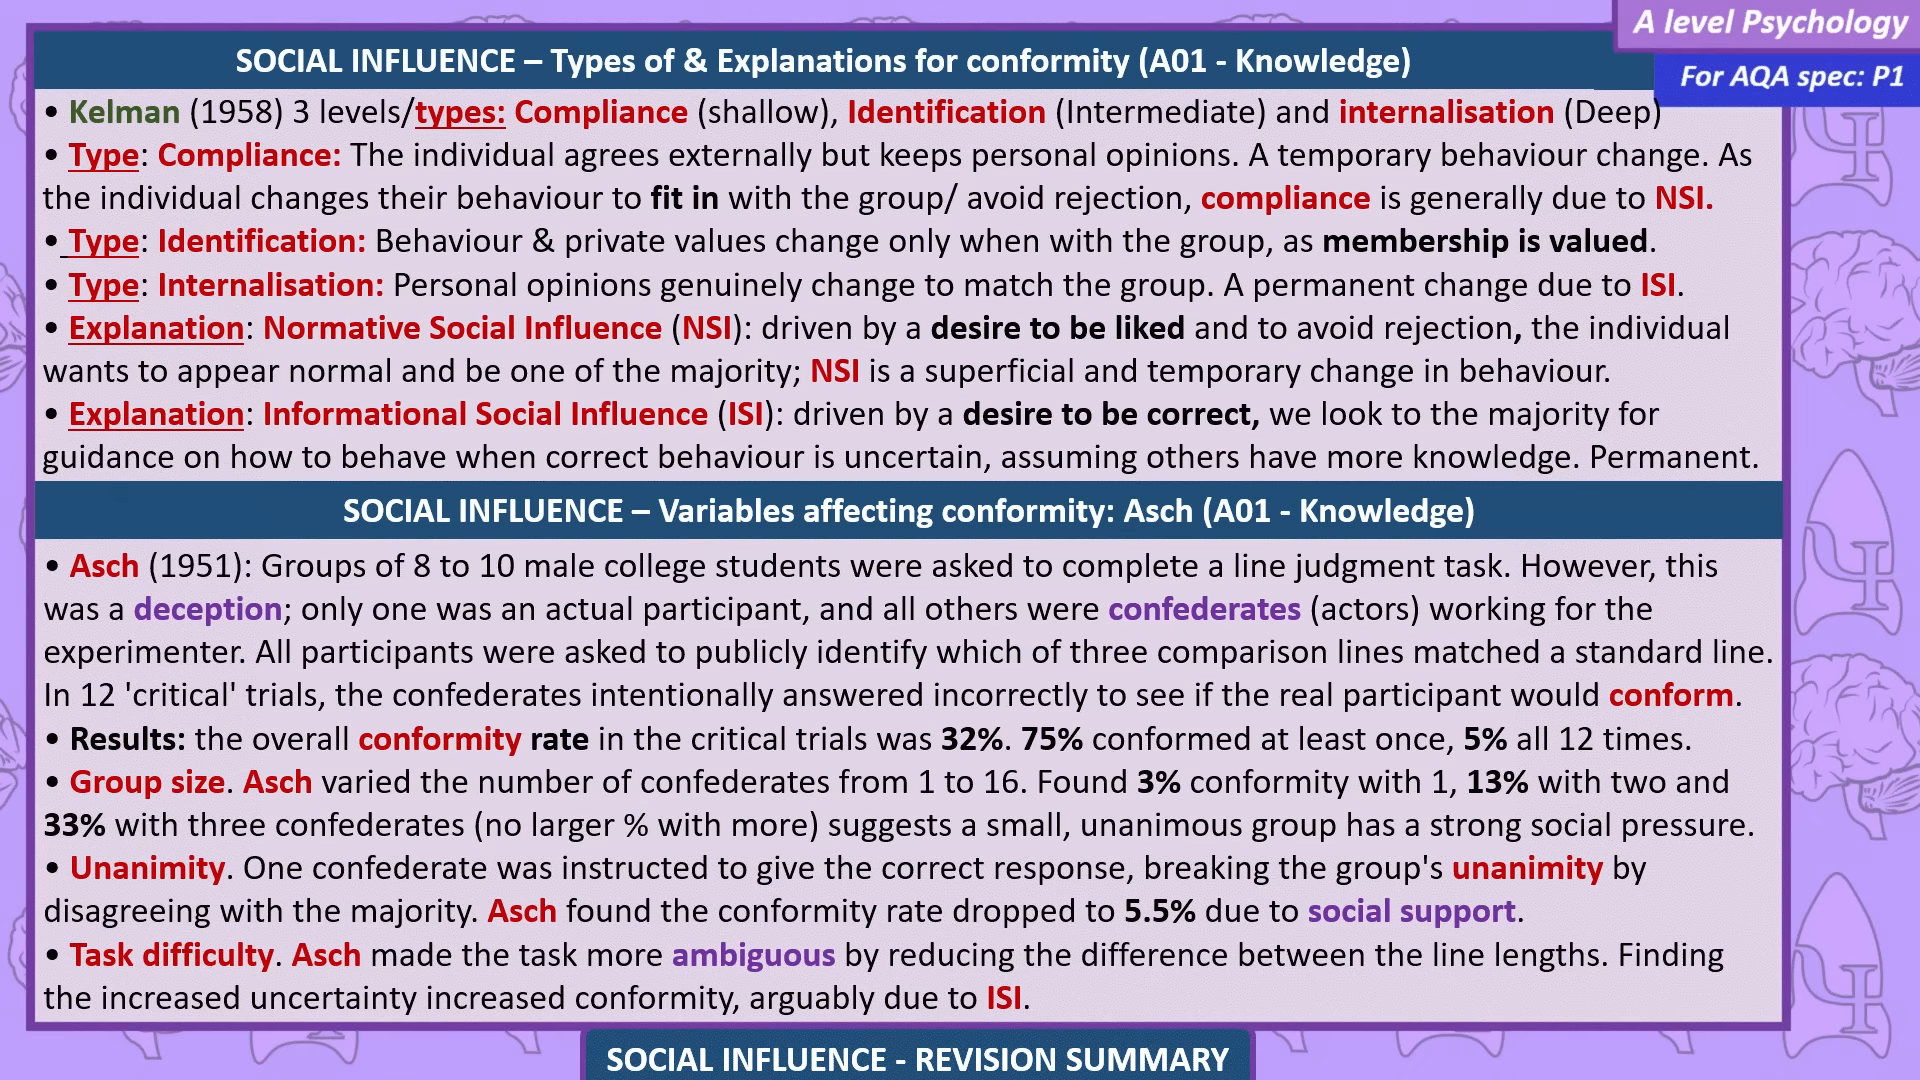 A level Psychology
SOCIAL INFLUENCE – Types of & Explanations for conformity (A01 - Knowledge)
For AQA spec: P1
• Kelman (1958) 3 levels/types: Compliance (shallow), Identification (Intermediate) and internalisation (Deep)
• Type: Compliance: The individual agrees externally but keeps personal opinions. A temporary behaviour change. As
the individual changes their behaviour to fit in with the group/ avoid rejection, compliance is generally due to NSI.
• Type: Identification: Behaviour & private values change only when with the group, as membership is valued.
• Type: Internalisation: Personal opinions genuinely change to match the group. A permanent change due to ISI.
• Explanation: Normative Social Influence (NSI): driven by a desire to be liked and to avoid rejection, the individual
wants to appear normal and be one of the majority; NSI is a superficial and temporary change in behaviour.
• Explanation: Informational Social Influence (ISI): driven by a desire to be correct, we look to the majority for
guidance on how to behave when correct behaviour is uncertain, assuming others have more knowledge. Permanent.
SOCIAL INFLUENCE – Variables affecting conformity: Asch (A01 - Knowledge)
• Asch (1951): Groups of 8 to 10 male college students were asked to complete a line judgment task. However, this
was a deception; only one was an actual participant, and all others were confederates (actors) working for the
experimenter. All participants were asked to publicly identify which of three comparison lines matched a standard line.
In 12 'critical' trials, the confederates intentionally answered incorrectly to see if the real participant would conform.
• Results: the overall conformity rate in the critical trials was 32%. 75% conformed at least once, 5% all 12 times.
• Group size. Asch varied the number of confederates from 1 to 16. Found 3% conformity with 1, 13% with two and
33% with three confederates (no larger % with more) suggests a small, unanimous group has a strong social pressure.
• Unanimity. One confederate was instructed to give the correct response, breaking the group's unanimity by
disagreeing with the majority. Asch found the conformity rate dropped to 5.5% due to social support.
• Task difficulty. Asch made the task more ambiguous by reducing the difference between the line lengths. Finding
the increased uncertainty increased conformity, arguably due to ISI.
SOCIAL INFLUENCE - REVISION SUMMARY